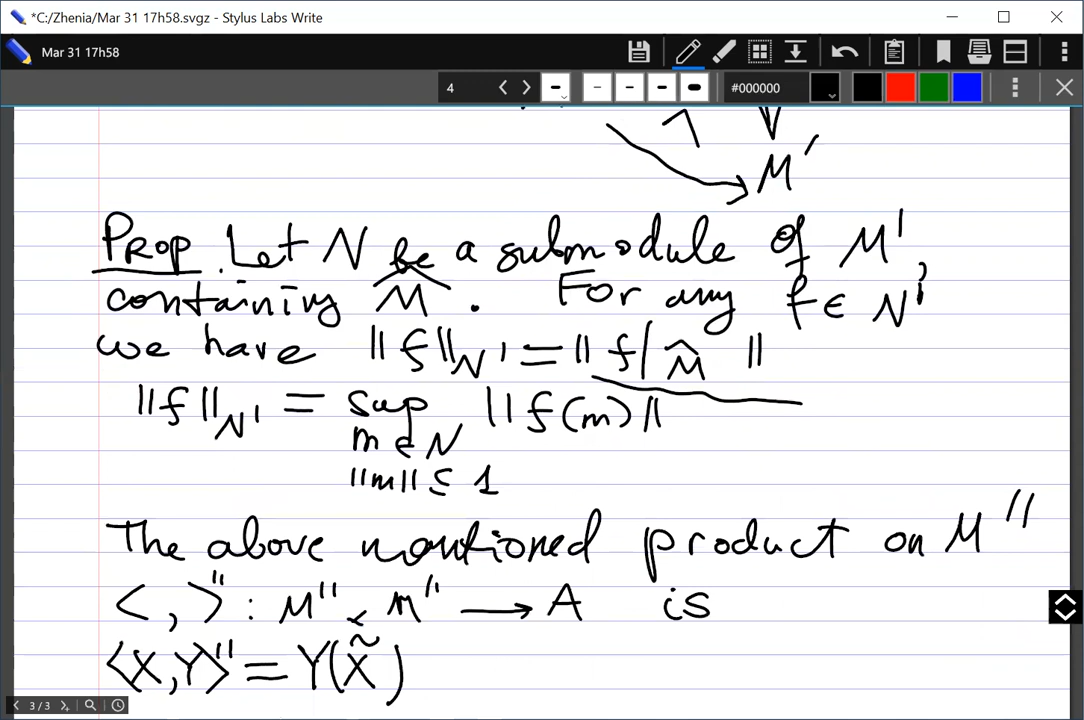 *C:/Zhenia/Mar 31 17h58.svgz - Stylus Labs Write
Mar 31 17h58
4
#000000
M'
Prop. Let N be a submodule of M'
containing M̂. For any f ∈ N',
we have ||f||_N' = || f|_M̂ ||
||f||_N' = sup ||f(m)||
m ∈ N
||m|| ≤ 1
The above mentioned product on M''
<,>'' : M'' × M'' → A is
<X,Y>'' = Y(X̃)
3/3